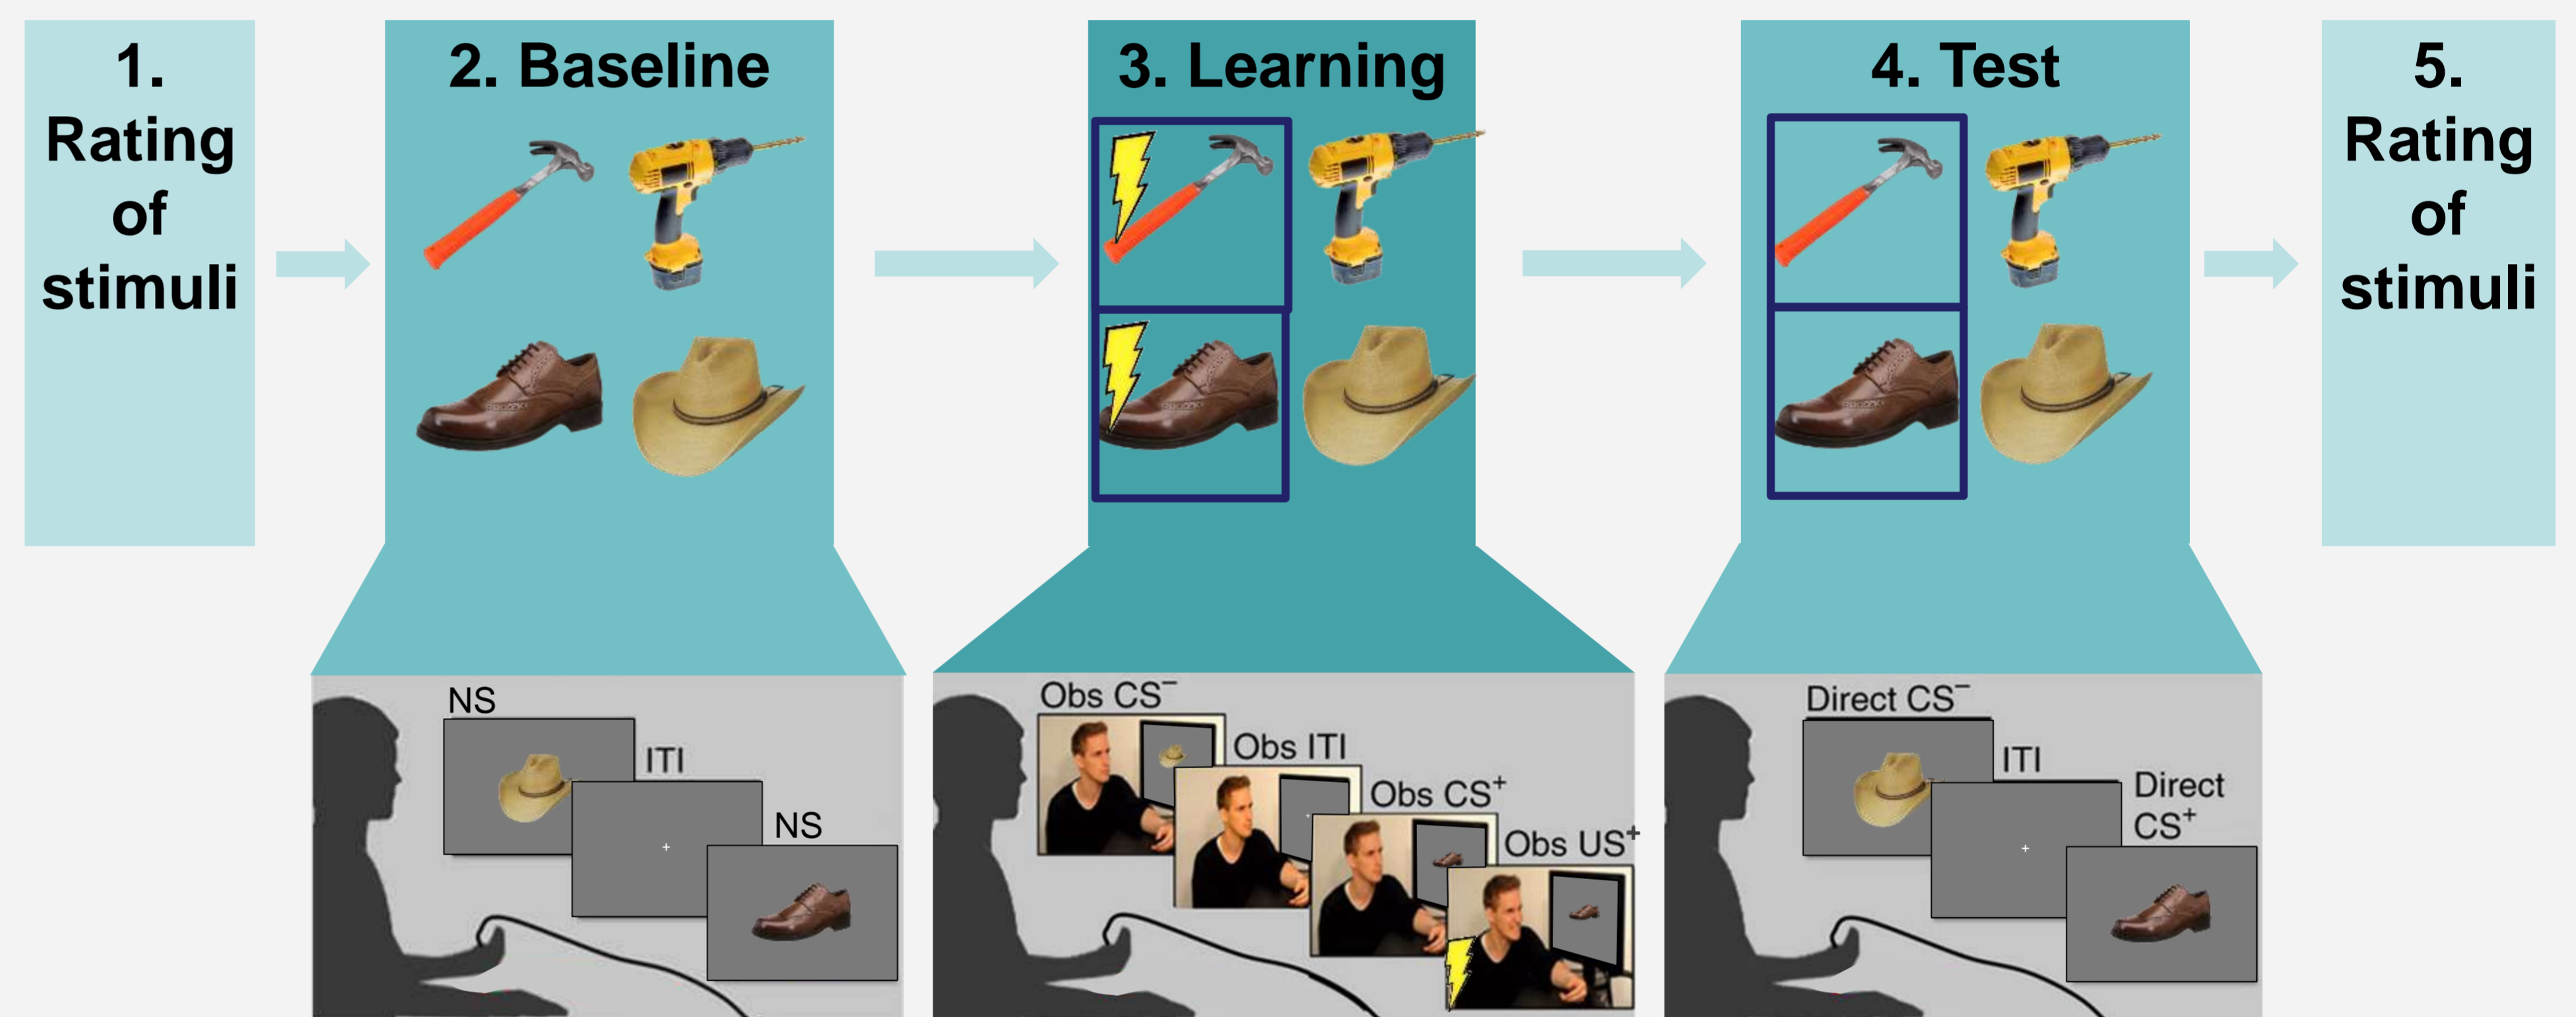 1.
Rating
of
stimuli
2. Baseline
3. Learning
4. Test
5.
Rating
of
stimuli
NS
ITI
NS
Obs CS⁻
Obs ITI
Obs CS⁺
Obs US⁺
Direct CS⁻
ITI
Direct
CS⁺